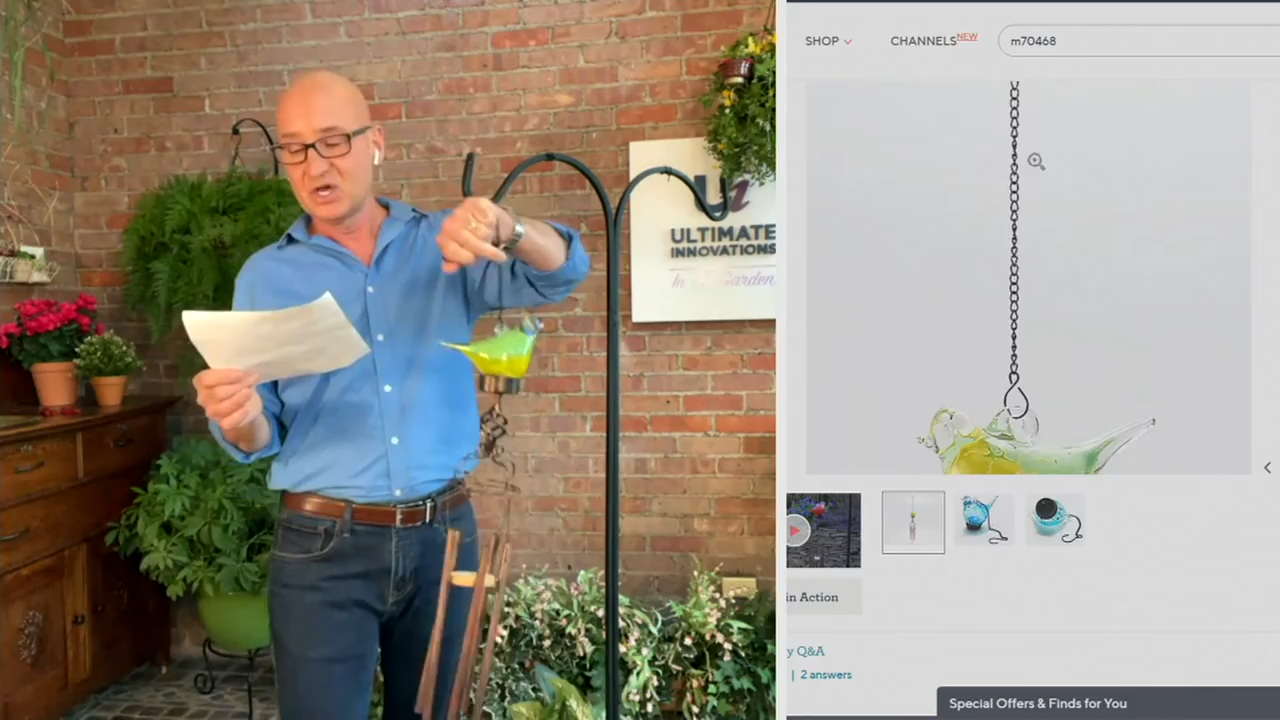 SHOP
CHANNELS NEW
m70468
ULTIMATE
INNOVATIONS
in Action
y Q&A
| 2 answers
Special Offers & Finds for You